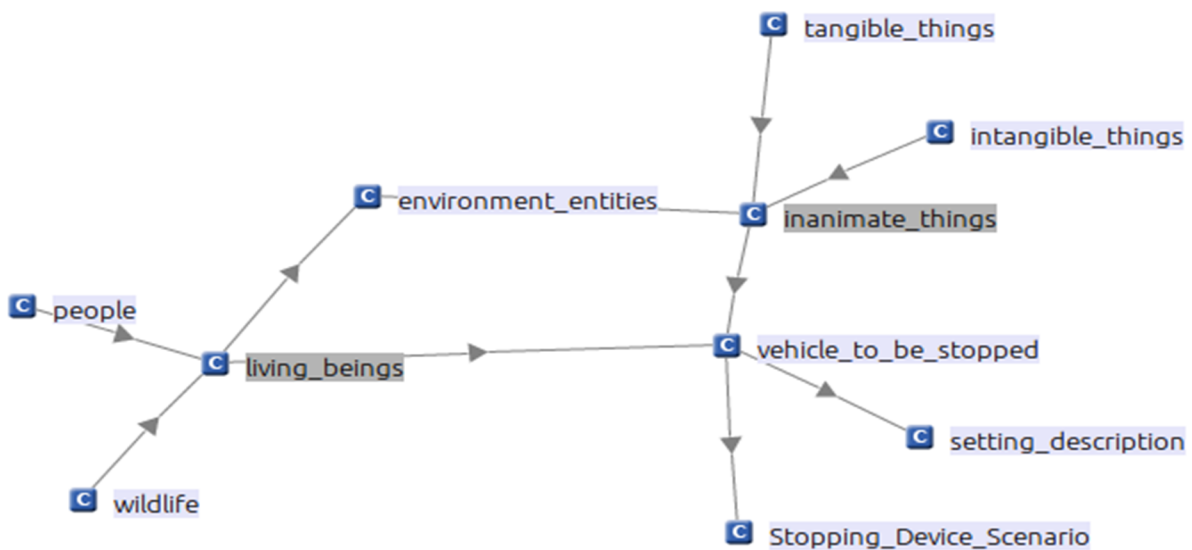 C tangible_things
C intangible_things
C environment_entities
C inanimate_things
C people
C vehicle_to_be_stopped
C living_beings
C setting_description
C wildlife
C Stopping_Device_Scenario